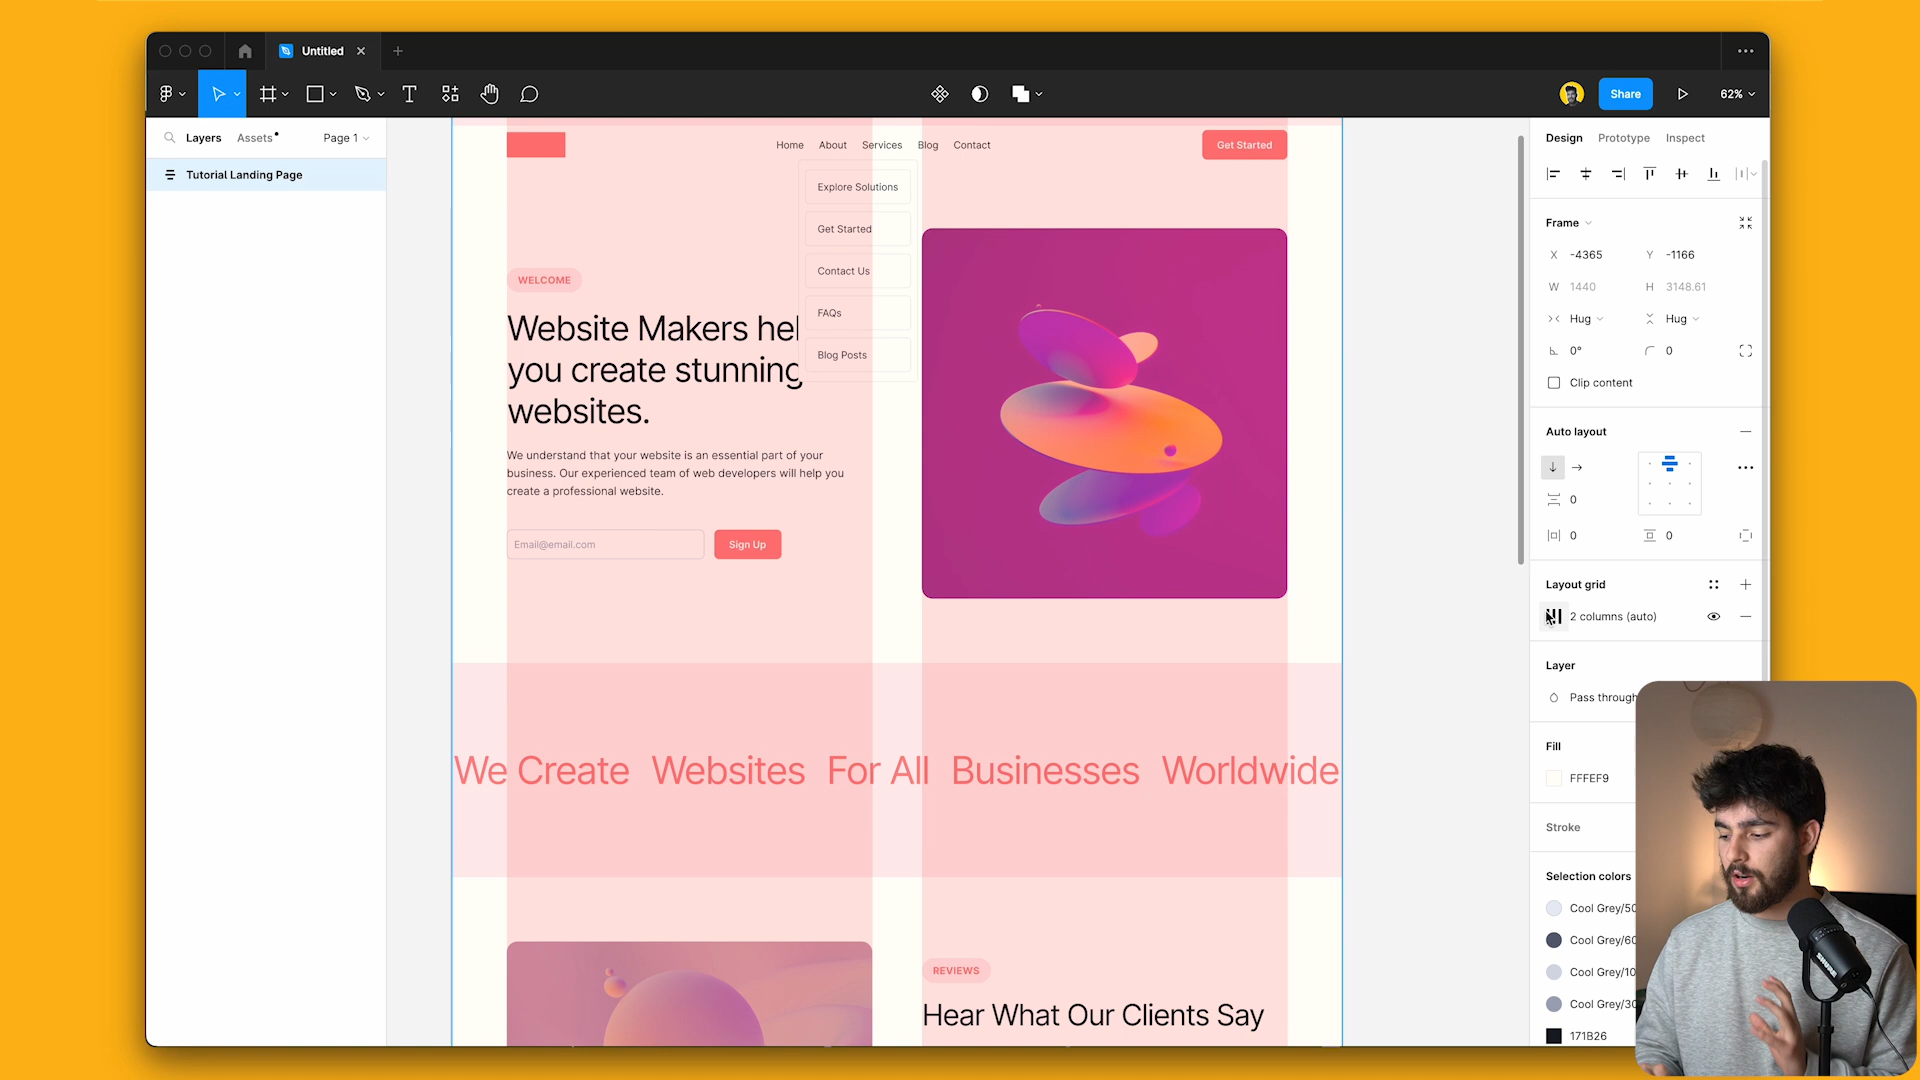 Untitled
Share
62%
Layers
Assets
Page 1
Tutorial Landing Page
Home
About
Services
Blog
Contact
Get Started
Explore Solutions
Get Started
Contact Us
FAQs
Blog Posts
WELCOME
Website Makers hel
you create stunning
websites.
We understand that your website is an essential part of your
business. Our experienced team of web developers will help you
create a professional website.
Email@email.com
Sign Up
We Create Websites For All Businesses Worldwide
REVIEWS
Hear What Our Clients Say
Design
Prototype
Inspect
Frame
X -4365
Y -1166
W 1440
H 3148.61
Hug
Hug
0°
0
Clip content
Auto layout
0
0
0
Layout grid
2 columns (auto)
Layer
Pass through
Fill
FFFEF9
Stroke
Selection colors
Cool Grey/50
Cool Grey/60
Cool Grey/10
Cool Grey/30
171B26
SHURE